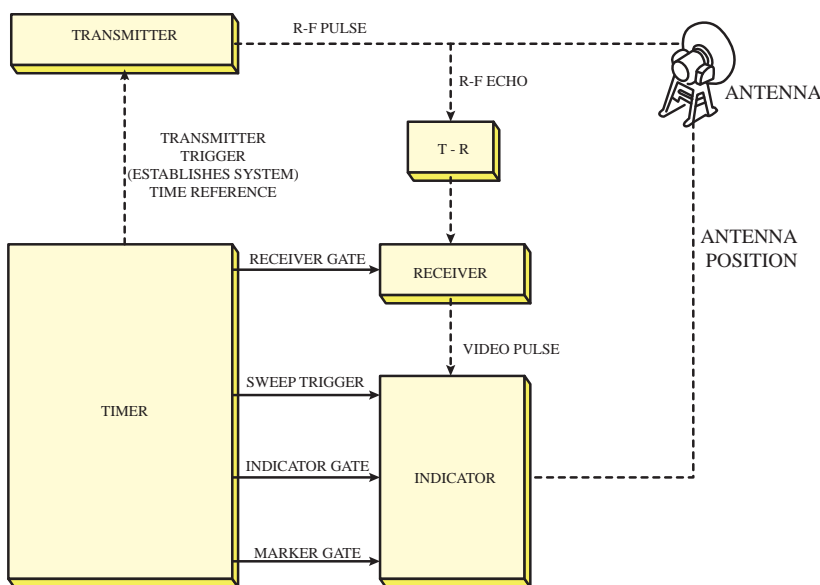 TRANSMITTER
R-F PULSE
R-F ECHO
ANTENNA
TRANSMITTER
TRIGGER
(ESTABLISHES SYSTEM)
TIME REFERENCE
T - R
ANTENNA
POSITION
RECEIVER GATE
RECEIVER
VIDEO PULSE
SWEEP TRIGGER
TIMER
INDICATOR GATE
INDICATOR
MARKER GATE